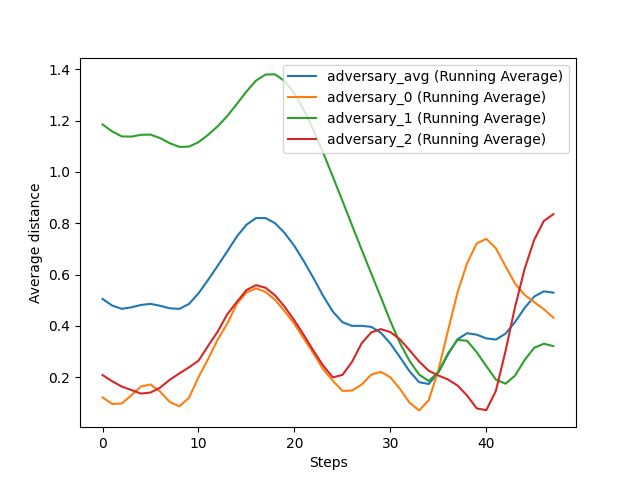 1.4
1.2
1.0
0.8
0.6
0.4
0.2
Average distance
adversary_avg (Running Average)
adversary_0 (Running Average)
adversary_1 (Running Average)
adversary_2 (Running Average)
0 10 20 30 40
Steps